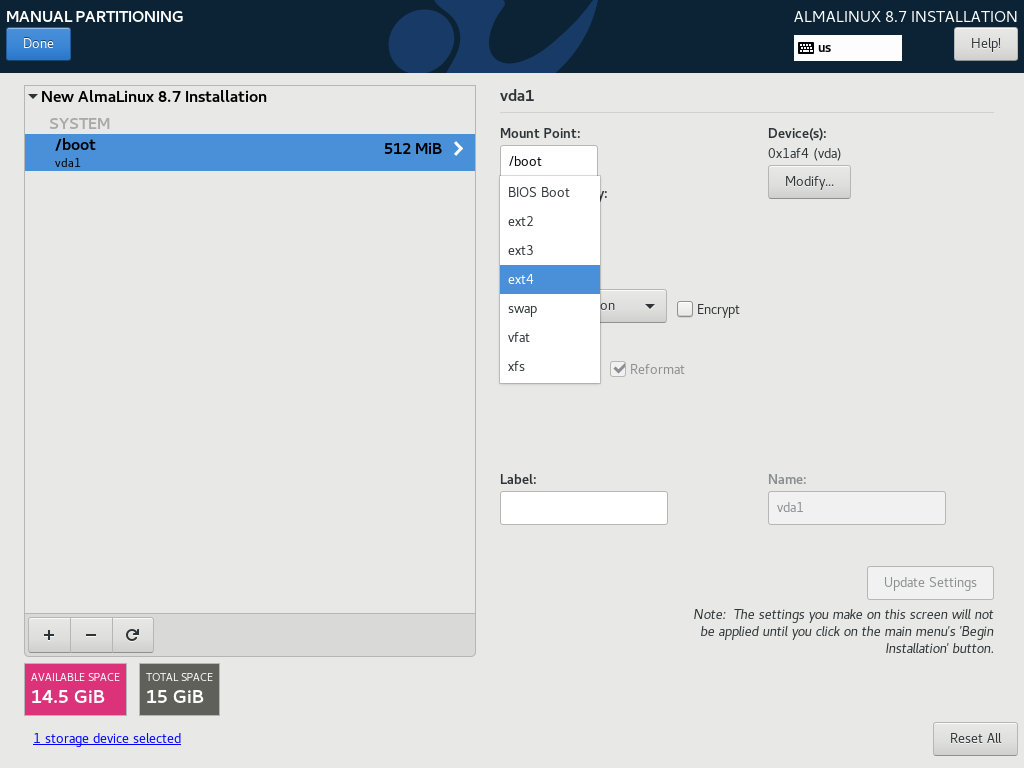 MANUAL PARTITIONING
ALMALINUX 8.7 INSTALLATION
Done
us
Help!
New AlmaLinux 8.7 Installation
SYSTEM
/boot
vda1
512 MiB
vda1
Mount Point:
/boot
Device(s):
0x1af4 (vda)
Modify...
y:
BIOS Boot
ext2
ext3
ext4
swap
vfat
xfs
on
Encrypt
Reformat
Label:
Name:
vda1
Update Settings
Note: The settings you make on this screen will not
be applied until you click on the main menu's 'Begin
Installation' button.
+ −
AVAILABLE SPACE
14.5 GiB
TOTAL SPACE
15 GiB
1 storage device selected
Reset All